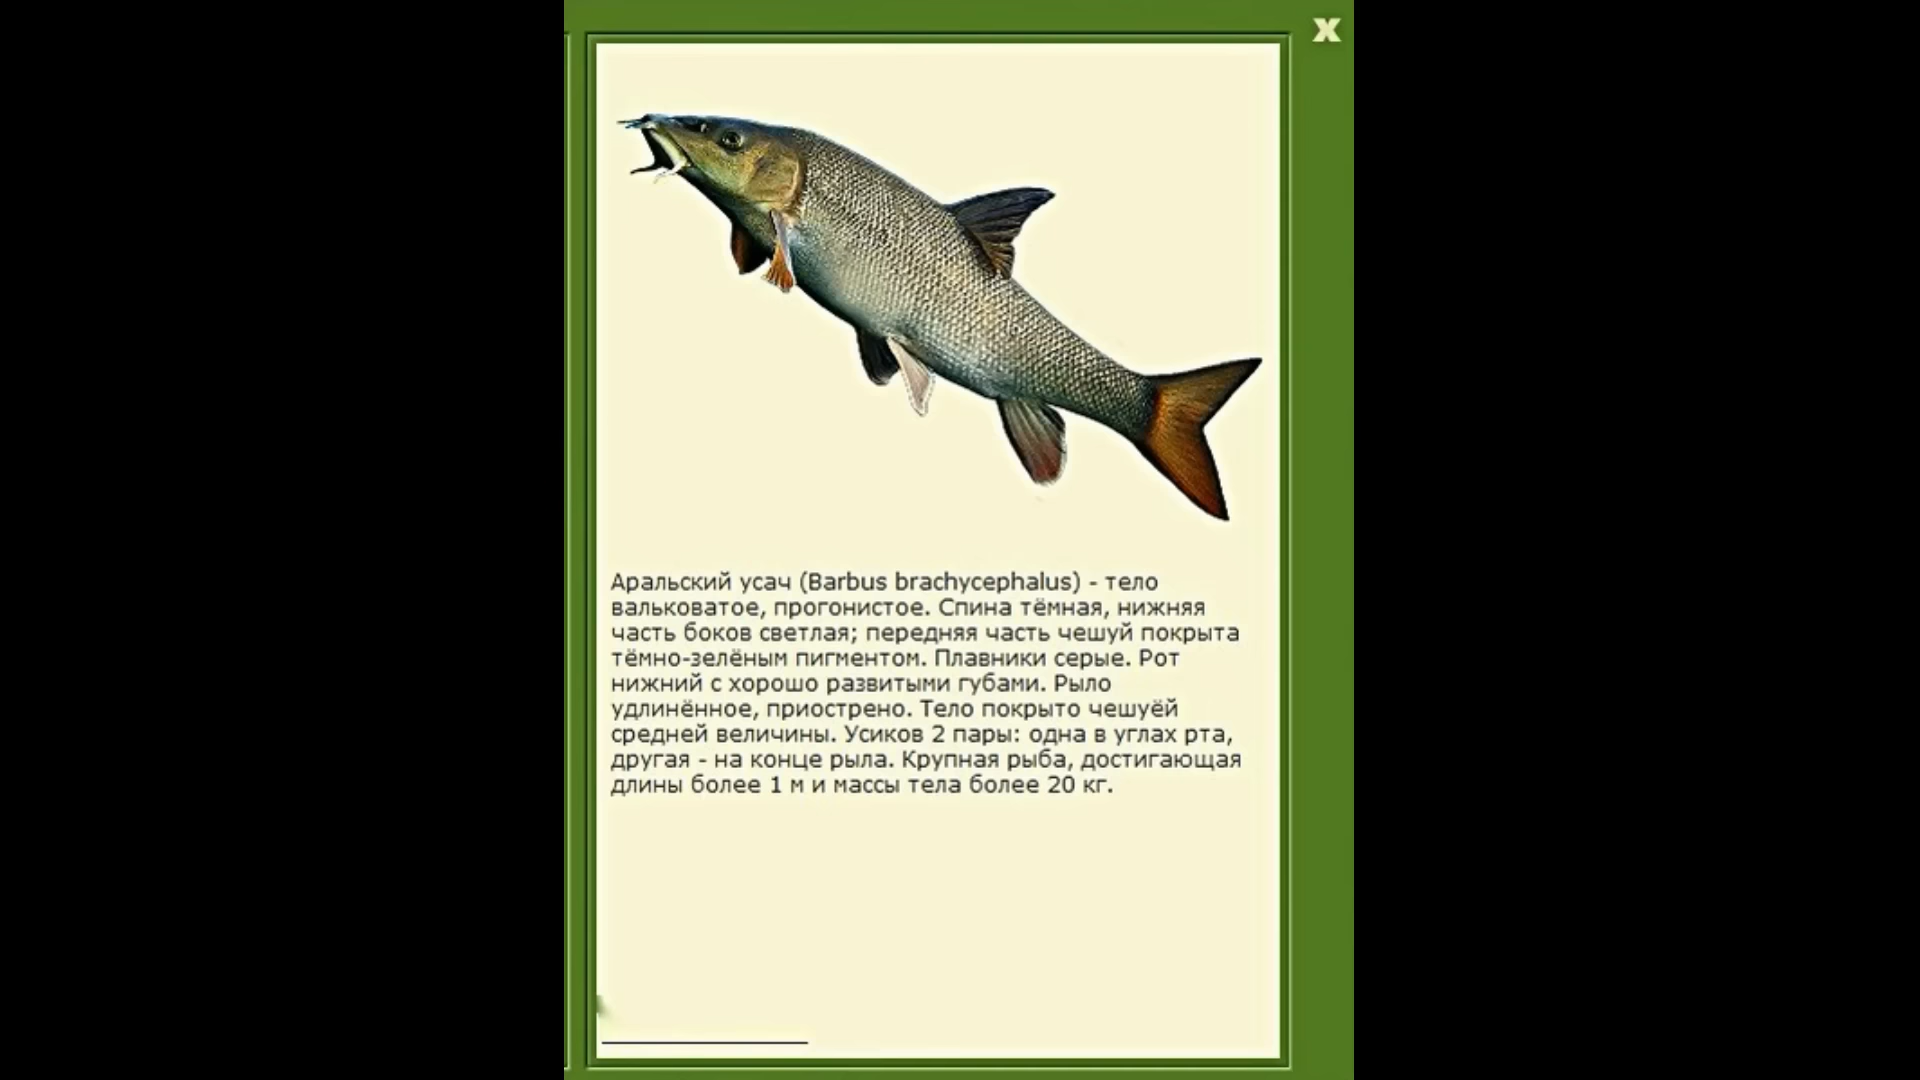 X
Аральский усач (Barbus brachycephalus) - тело
вальковатое, прогонистое. Спина тёмная, нижняя
часть боков светлая; передняя часть чешуй покрыта
тёмно-зелёным пигментом. Плавники серые. Рот
нижний с хорошо развитыми губами. Рыло
удлинённое, приострено. Тело покрыто чешуёй
средней величины. Усиков 2 пары: одна в углах рта,
другая - на конце рыла. Крупная рыба, достигающая
длины более 1 м и массы тела более 20 кг.